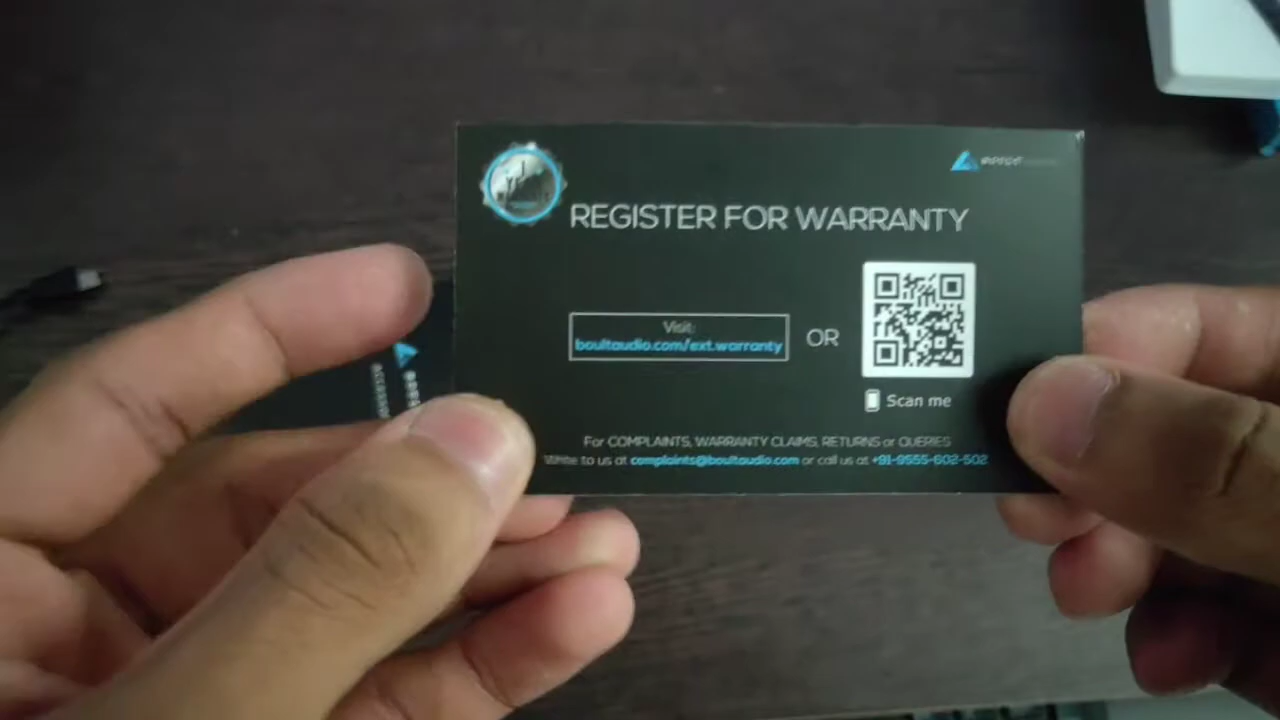 REGISTER FOR WARRANTY
Visit:
boultaudio.com/ext.warranty
OR
Scan me
For COMPLAINTS, WARRANTY CLAIMS, RETURNS or QUERIES
Write to us at complaints@boultaudio.com or call us at +91-9555-602-502